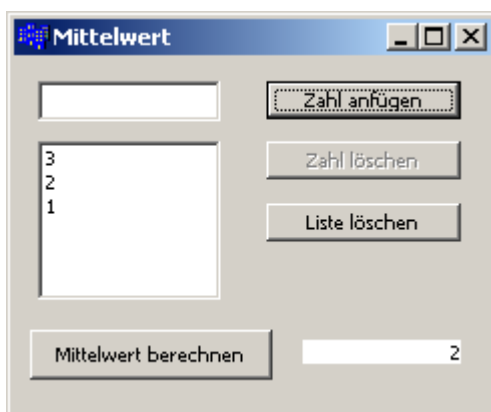 Mittelwert
Zahl anfügen
3
2
1
Zahl löschen
Liste löschen
Mittelwert berechnen
2